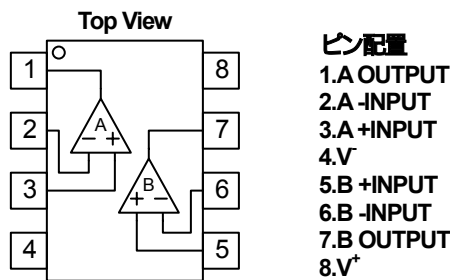 Top View
1
8
A
- +
2
7
B
+ -
3
6
4
5
ピン配置
1.A OUTPUT
2.A -INPUT
3.A +INPUT
4.V⁻
5.B +INPUT
6.B -INPUT
7.B OUTPUT
8.V⁺